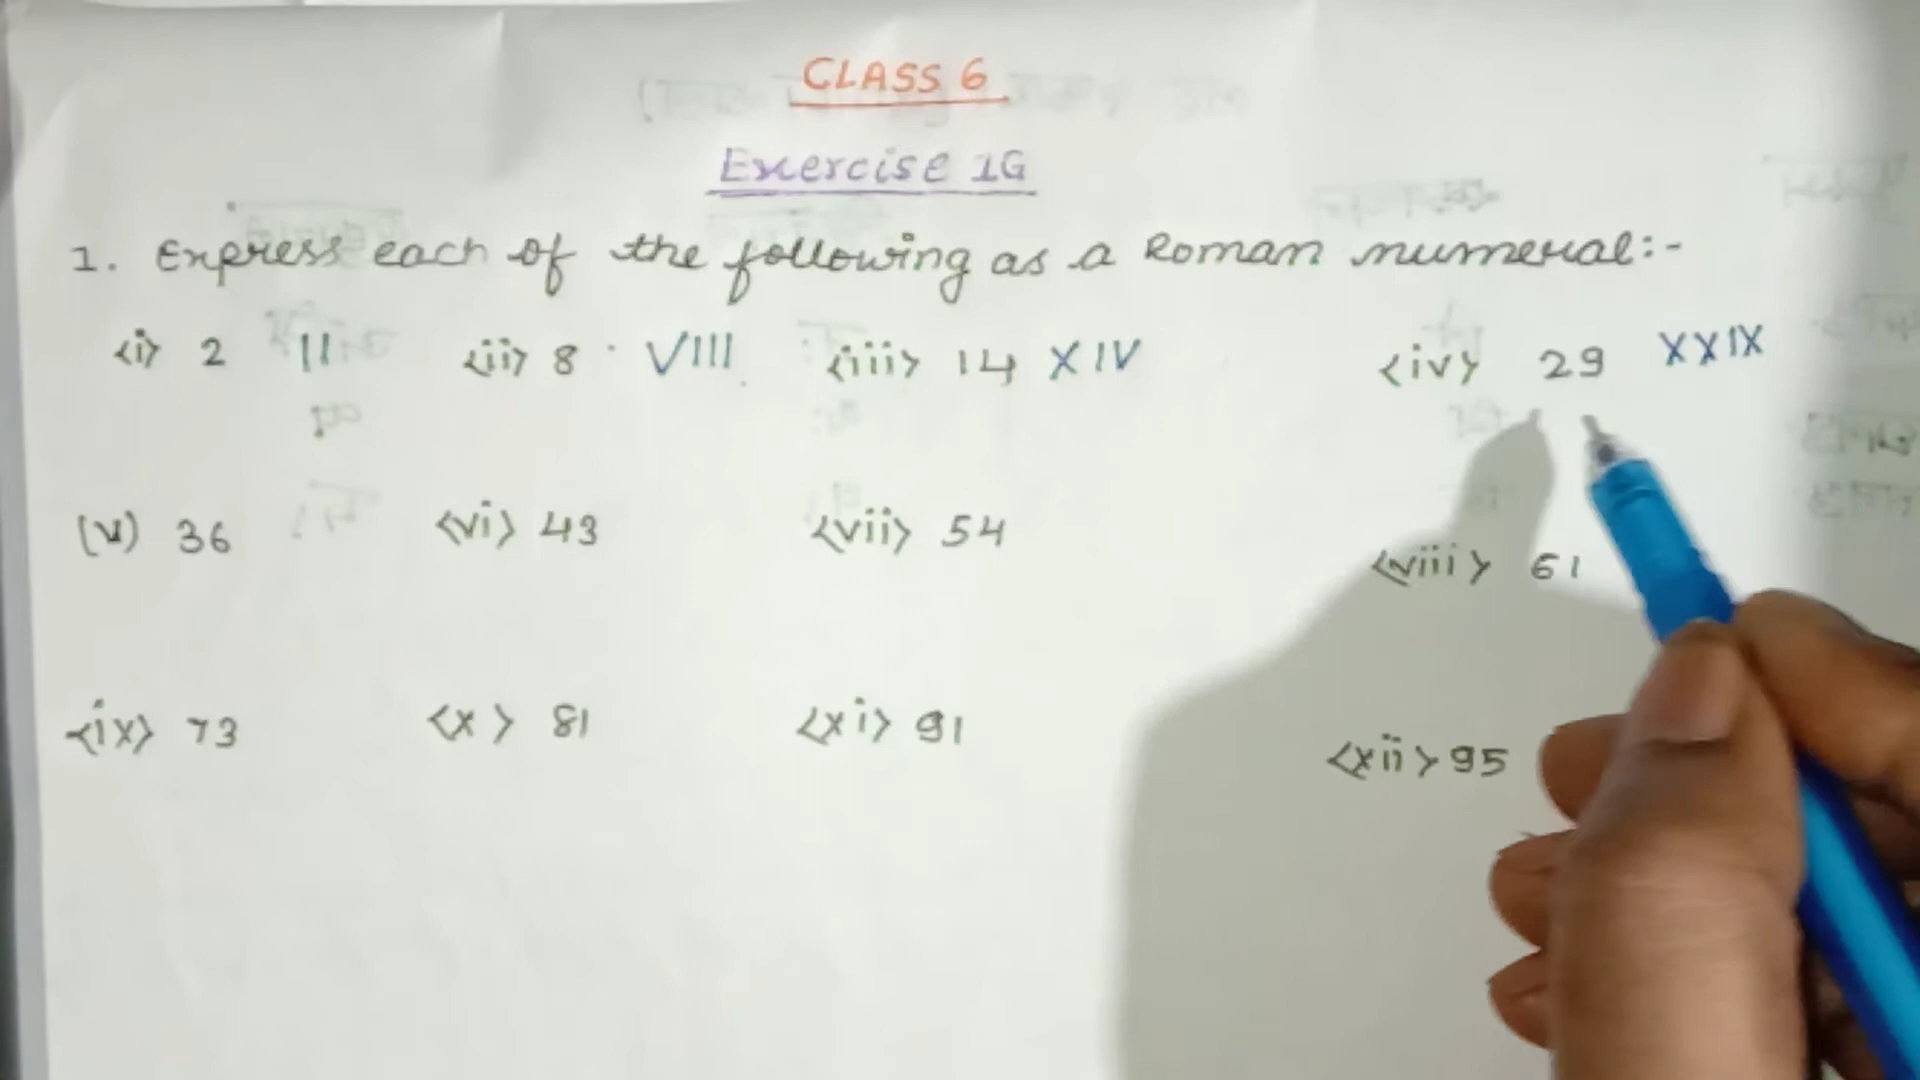 CLASS 6
Exercise 1G
1. Express each of the following as a Roman numeral:-
<i> 2 II <ii> 8 VIII <iii> 14 XIV <iv> 29 XXIX
(v) 36 <vi> 43 <vii> 54 <viii> 61
<ix> 73 <x> 81 <xi> 91 <xii> 95